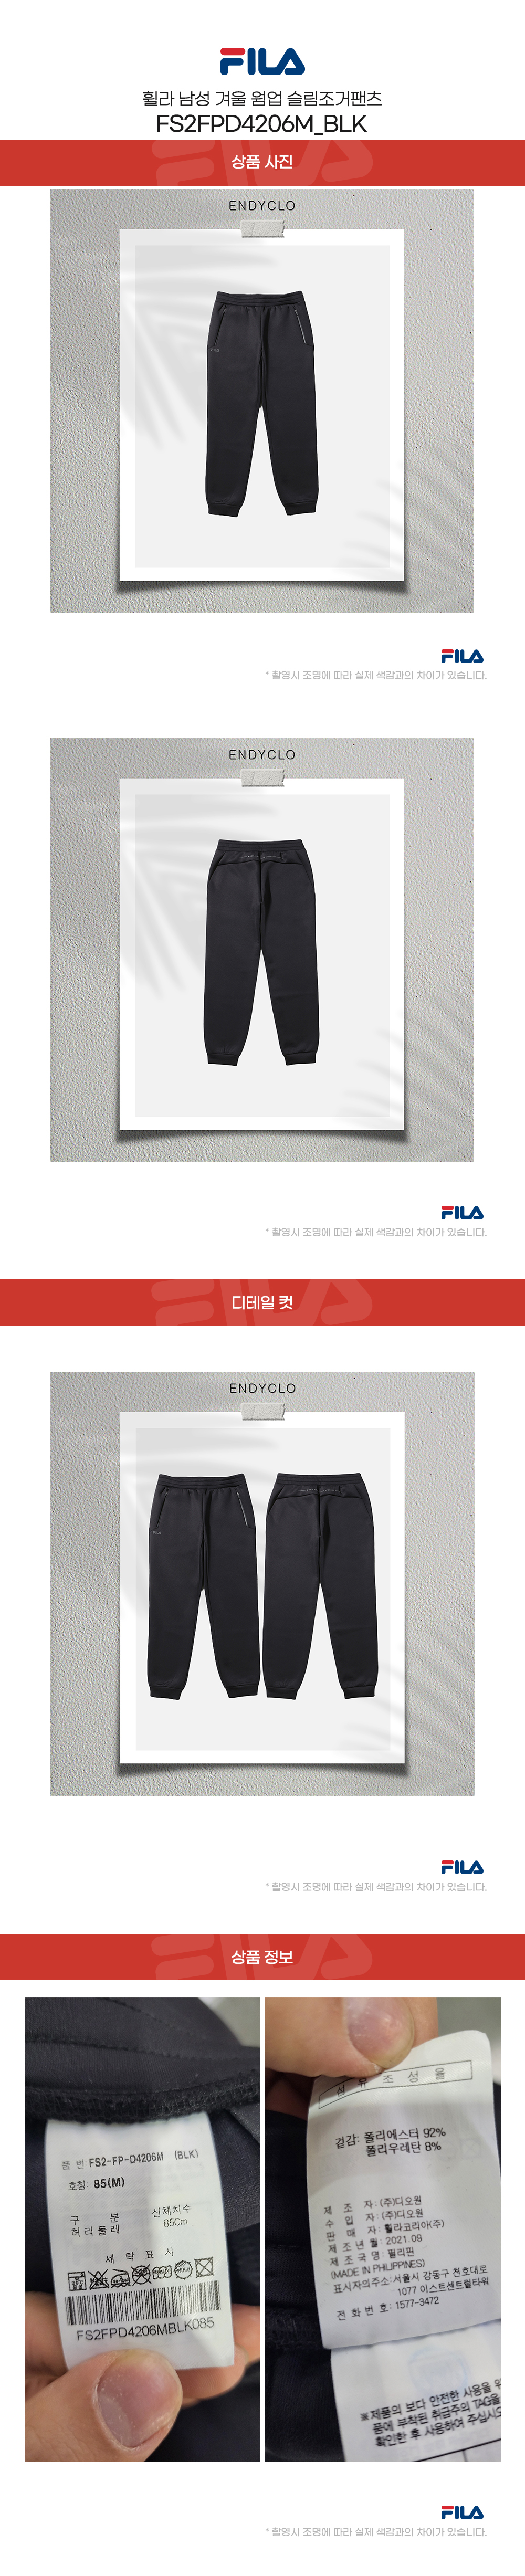 FILA
휠라 남성 겨울 웜업 슬림조거팬츠
FS2FPD4206M_BLK
상품 사진
ENDYCLO
FILA
* 촬영시 조명에 따라 실제 색감과의 차이가 있습니다.
ENDYCLO
FILA
* 촬영시 조명에 따라 실제 색감과의 차이가 있습니다.
디테일 컷
ENDYCLO
FILA
* 촬영시 조명에 따라 실제 색감과의 차이가 있습니다.
상품 정보
품 번: FS2-FP-D4206M (BLK)
호칭: 85(M)
구 분 신체치수
허리둘레 85Cm
세 탁 표 시
FS2FPD4206MBLK085
섬 유 조 성 율
겉감: 폴리에스터 92%
폴리우레탄 8%
제 조 자: (주)디오원
수 입 자: (주)디오원
판 매 자: 휠라코리아(주)
제조년월: 2021.09
제조국명: 필리핀
(MADE IN PHILIPPINES)
표시자의주소: 서울시 강동구 천호대로
1077 이스트센트럴타워
전화번호: 1577-3472
※제품의 보다 안전한 사용을 위
품에 부착된 취급주의 TAG을
확인한 후 사용하여 주십시오
FILA
* 촬영시 조명에 따라 실제 색감과의 차이가 있습니다.